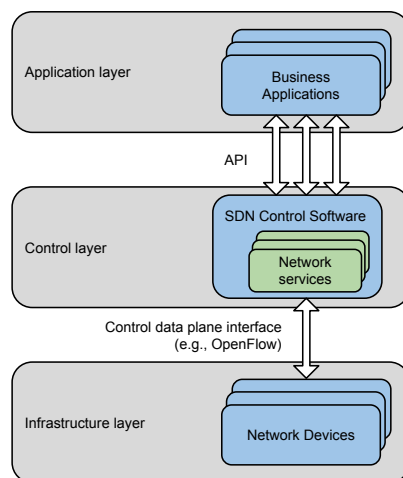 Application layer
Business
Applications
API
SDN Control Software
Control layer
Network
services
Control data plane interface
(e.g., OpenFlow)
Infrastructure layer
Network Devices